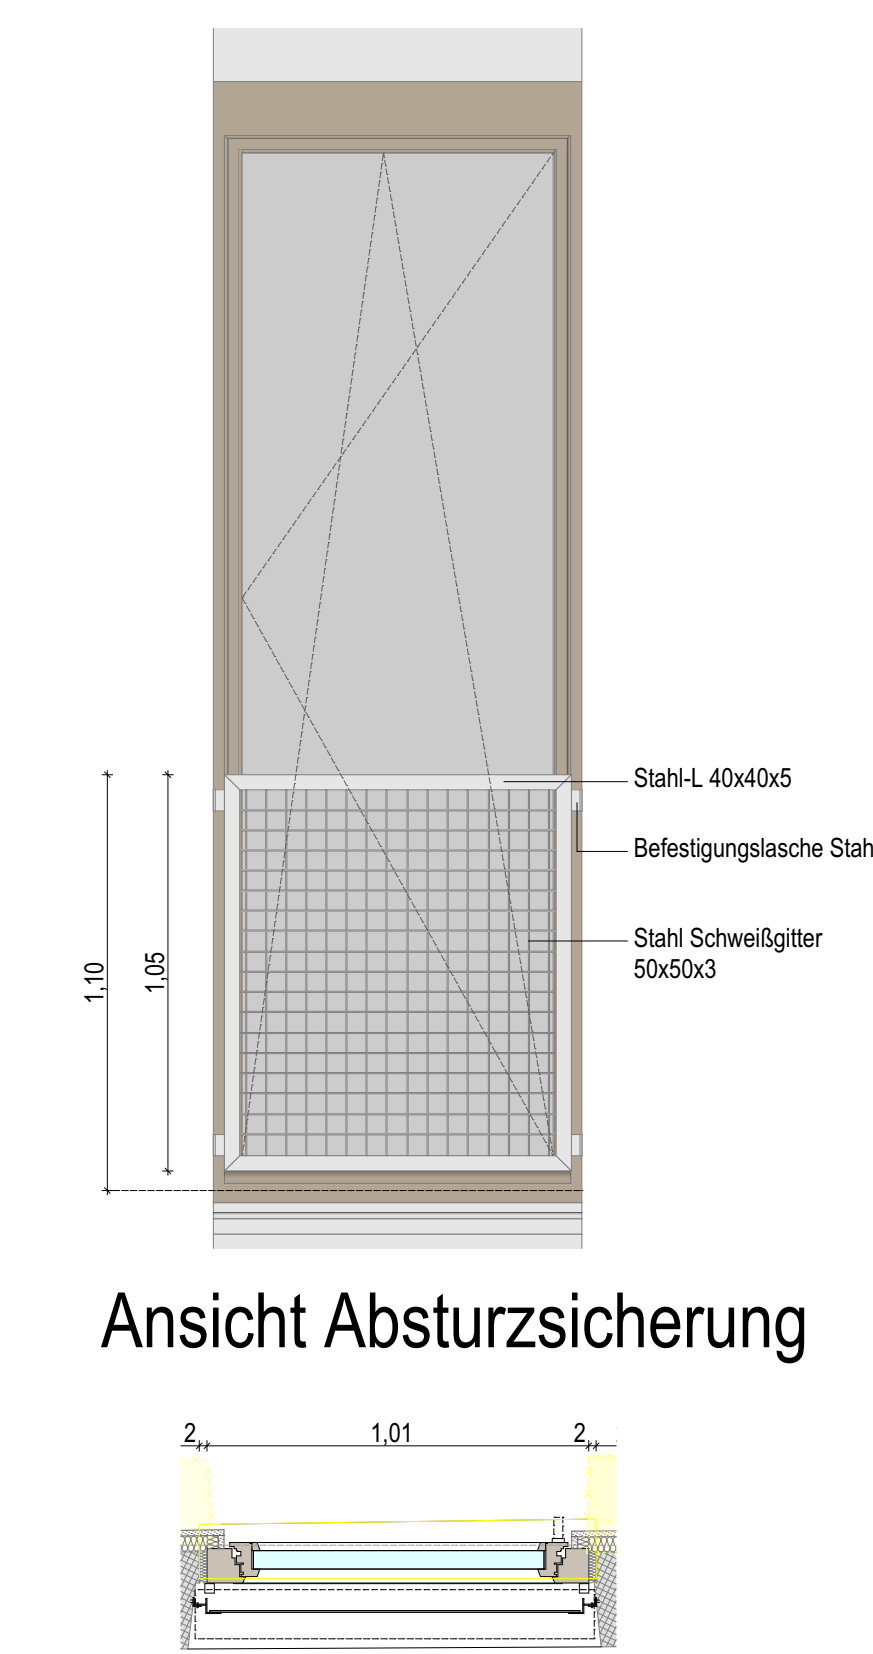 Stahl-L 40x40x5
Befestigungslasche Stah
Stahl Schweißgitter
50x50x3
1,10
1,05
Ansicht Absturzsicherung
2 1,01 2